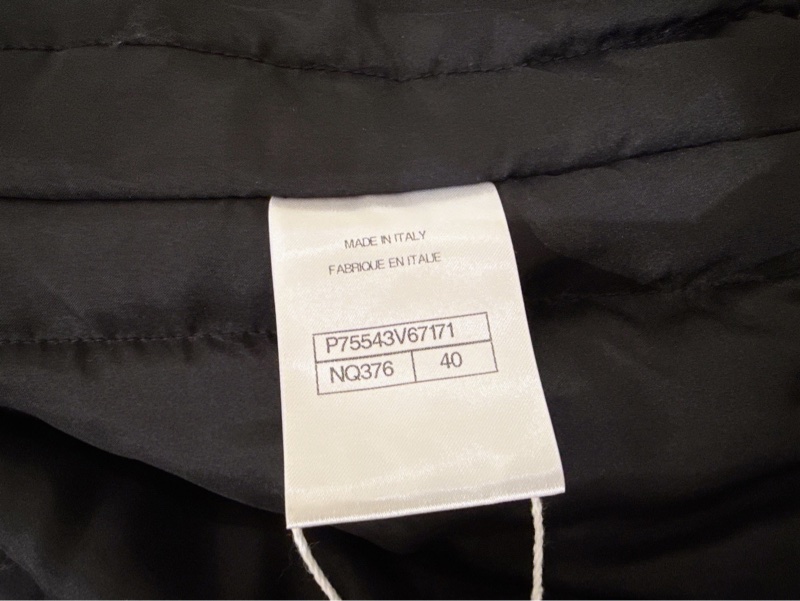 MADE IN ITALY
FABRIQUE EN ITALIE
P75543V67171
NQ376 40